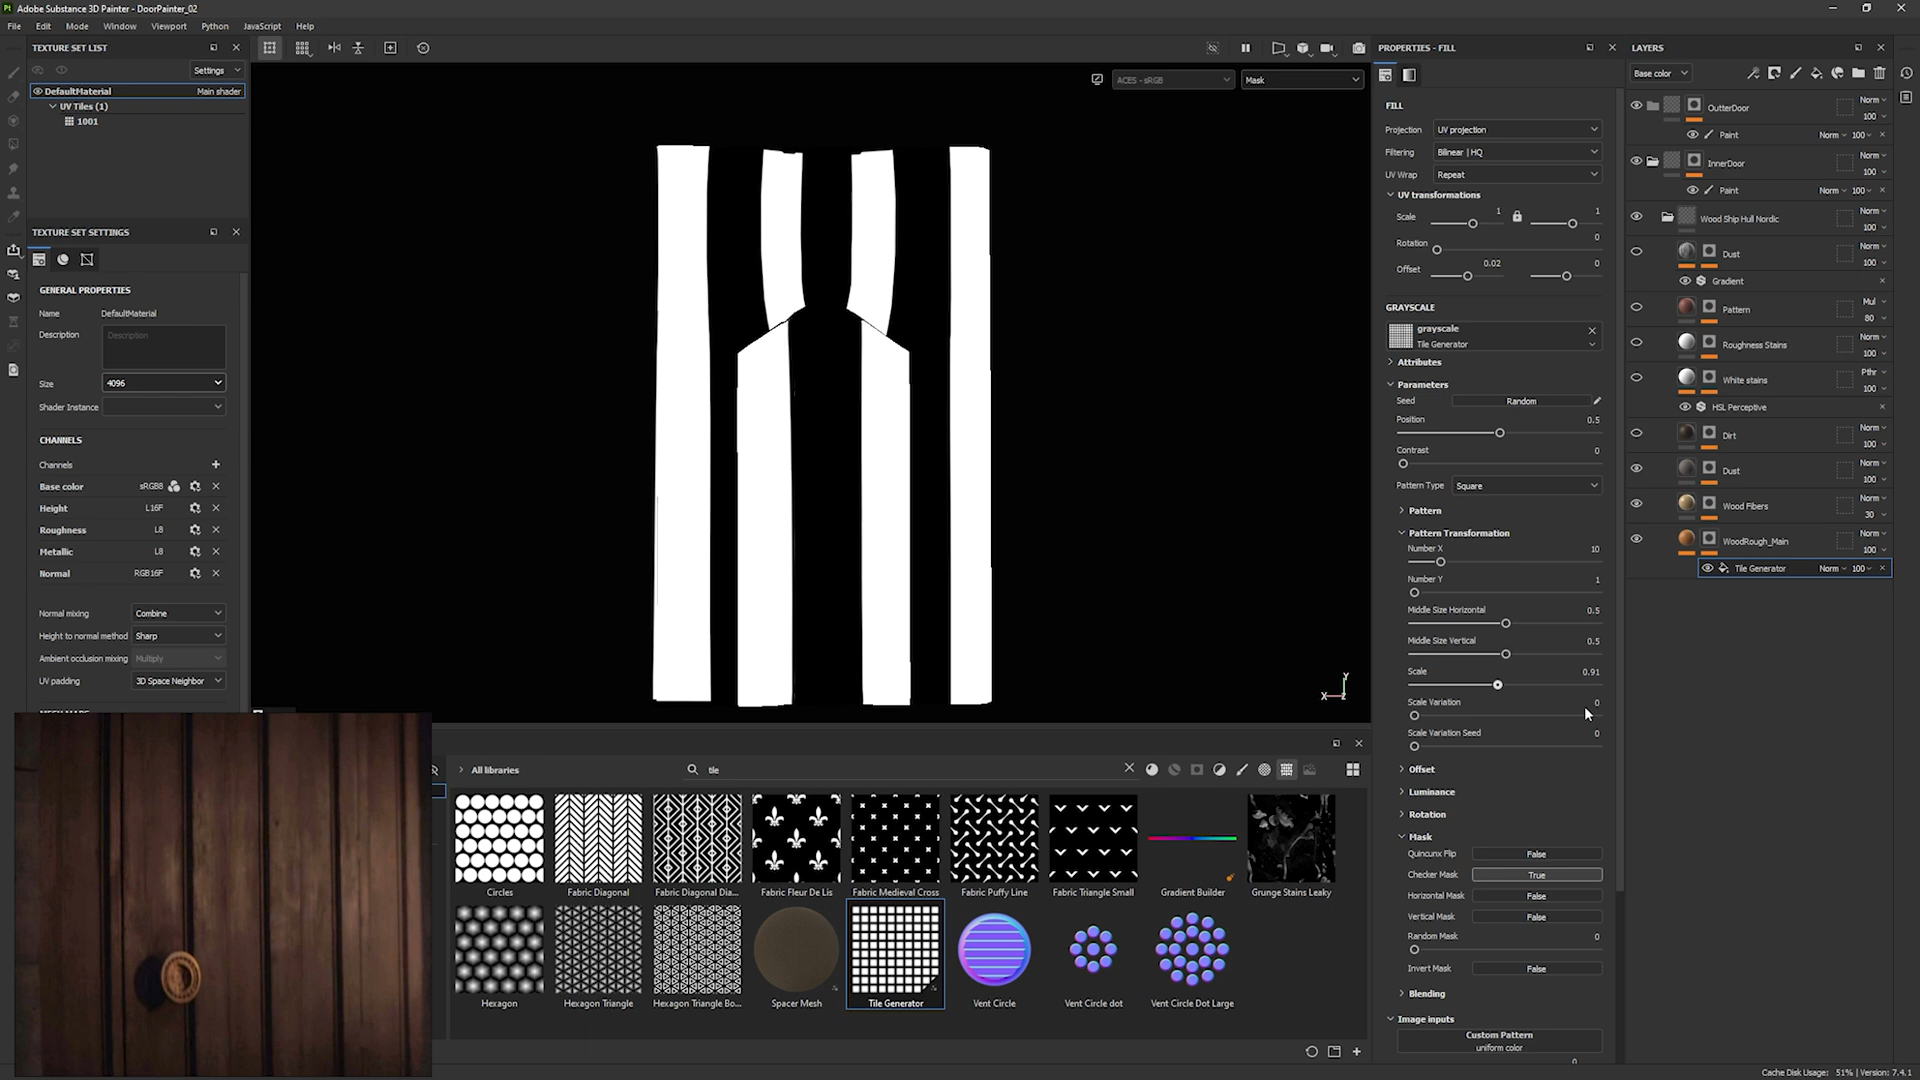 Adobe Substance 3D Painter - DoorPainter_02
File Edit Mode Window Viewport Python JavaScript Help
TEXTURE SET LIST
Settings
DefaultMaterial Main shader
UV Tiles (1)
1001
TEXTURE SET SETTINGS
GENERAL PROPERTIES
Name DefaultMaterial
Description Description
Size 4096
Shader Instance
CHANNELS
Channels
Base color sRGB8
Height L16F
Roughness L8
Metallic L8
Normal RGB16F
Normal mixing Combine
Height to normal method Sharp
Ambient occlusion mixing Multiply
UV padding 3D Space Neighbor
ACES - sRGB
Mask
X Y
All libraries
tile
Circles
Fabric Diagonal
Fabric Diagonal Dia...
Fabric Fleur De Lis
Fabric Medieval Cross
Fabric Puffy Line
Fabric Triangle Small
Gradient Builder
Grunge Stains Leaky
Hexagon
Hexagon Triangle
Hexagon Triangle Bo...
Spacer Mesh
Tile Generator
Vent Circle
Vent Circle dot
Vent Circle Dot Large
PROPERTIES - FILL
FILL
Projection UV projection
Filtering Bilinear | HQ
UV Wrap Repeat
UV transformations
Scale 1 1
Rotation 0
Offset 0.02 0
GRAYSCALE
grayscale
Tile Generator
Attributes
Parameters
Seed Random
Position 0.5
Contrast 0
Pattern Type Square
Pattern
Pattern Transformation
Number X 10
Number Y 1
Middle Size Horizontal 0.5
Middle Size Vertical 0.5
Scale 0.91
Scale Variation 0
Scale Variation Seed 0
Offset
Luminance
Rotation
Mask
Quincunx Flip False
Checker Mask True
Horizontal Mask False
Vertical Mask False
Random Mask 0
Invert Mask False
Blending
Image inputs
Custom Pattern
uniform color
LAYERS
Base color
OutterDoor Norm 100
Paint Norm 100
InnerDoor Norm 100
Paint Norm 100
Wood Ship Hull Nordic Norm 100
Dust Norm 100
Gradient
Pattern Mul 80
Roughness Stains Norm 100
White stains Pthr 100
HSL Perceptive
Dirt Norm 100
Dust Norm 100
Wood Fibers Norm 30
WoodRough_Main Norm 100
Tile Generator Norm 100
Cache Disk Usage: 51% | Version: 7.4.1